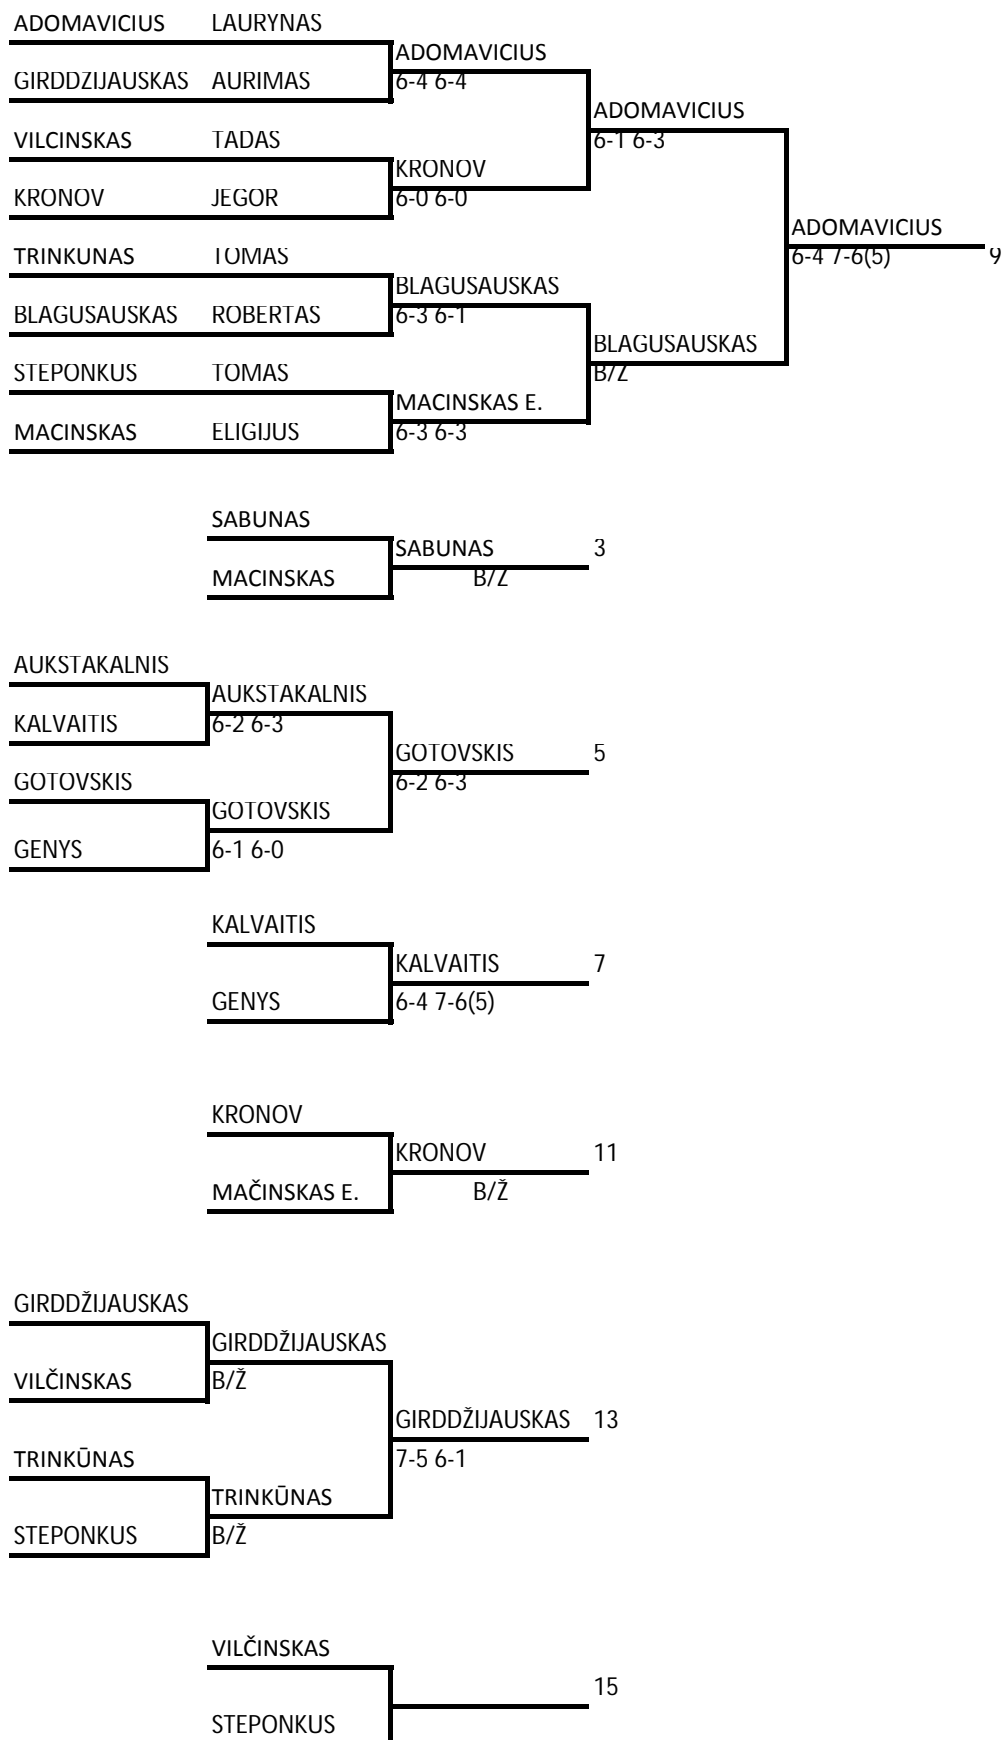 ADOMAVICIUS LAURYNAS
ADOMAVICIUS
GIRDDZIJAUSKAS AURIMAS 6-4 6-4
ADOMAVICIUS
VILCINSKAS TADAS 6-1 6-3
KRONOV
KRONOV JEGOR 6-0 6-0
ADOMAVICIUS
TRINKUNAS TOMAS 6-4 7-6(5) 9
BLAGUSAUSKAS
BLAGUSAUSKAS ROBERTAS 6-3 6-1
BLAGUSAUSKAS
STEPONKUS TOMAS B/Z
MACINSKAS E.
MACINSKAS ELIGIJUS 6-3 6-3
SABUNAS
SABUNAS 3
MACINSKAS B/Z
AUKSTAKALNIS
AUKSTAKALNIS
KALVAITIS 6-2 6-3
GOTOVSKIS 5
GOTOVSKIS 6-2 6-3
GOTOVSKIS
GENYS 6-1 6-0
KALVAITIS
KALVAITIS 7
GENYS 6-4 7-6(5)
KRONOV
KRONOV 11
MAČINSKAS E. B/Ž
GIRDDŽIJAUSKAS
GIRDDŽIJAUSKAS
VILČINSKAS B/Ž
GIRDDŽIJAUSKAS 13
TRINKŪNAS 7-5 6-1
TRINKŪNAS
STEPONKUS B/Ž
VILČINSKAS
15
STEPONKUS